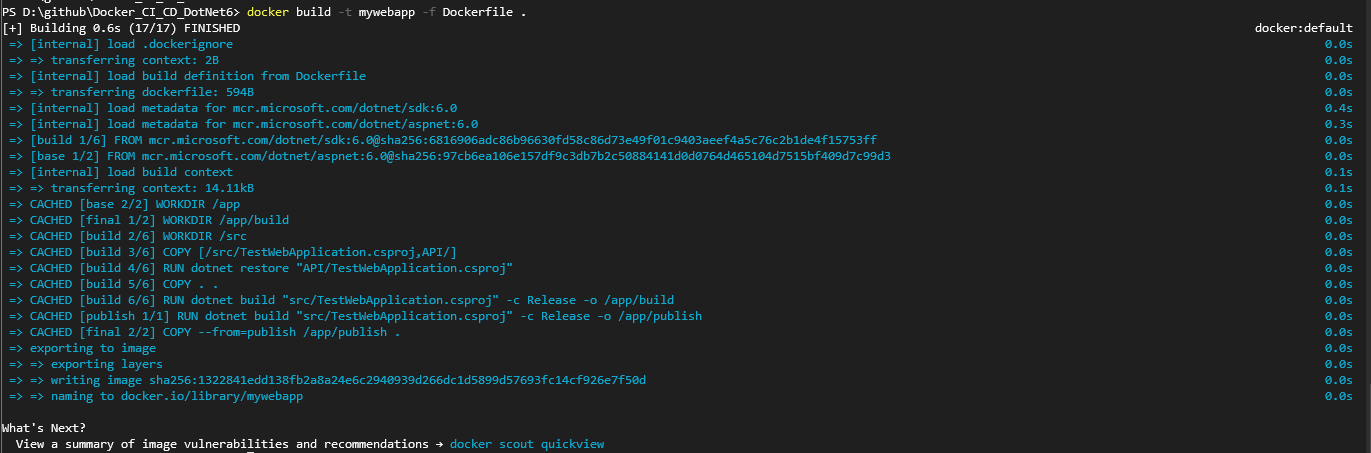 PS D:\github\Docker_CI_CD_DotNet6> docker build -t mywebapp -f Dockerfile .
[+] Building 0.6s (17/17) FINISHED docker:default
=> [internal] load .dockerignore 0.0s
=> => transferring context: 2B 0.0s
=> [internal] load build definition from Dockerfile 0.0s
=> => transferring dockerfile: 594B 0.0s
=> [internal] load metadata for mcr.microsoft.com/dotnet/sdk:6.0 0.4s
=> [internal] load metadata for mcr.microsoft.com/dotnet/aspnet:6.0 0.3s
=> [build 1/6] FROM mcr.microsoft.com/dotnet/sdk:6.0@sha256:6816906adc86b96630fd58c86d73e49f01c9403aeef4a5c76c2b1de4f15753ff 0.0s
=> [base 1/2] FROM mcr.microsoft.com/dotnet/aspnet:6.0@sha256:97cb6ea106e157df9c3db7b2c50884141d0d0764d465104d7515bf409d7c99d3 0.0s
=> [internal] load build context 0.1s
=> => transferring context: 14.11kB 0.1s
=> CACHED [base 2/2] WORKDIR /app 0.0s
=> CACHED [final 1/2] WORKDIR /app/build 0.0s
=> CACHED [build 2/6] WORKDIR /src 0.0s
=> CACHED [build 3/6] COPY [/src/TestWebApplication.csproj,API/] 0.0s
=> CACHED [build 4/6] RUN dotnet restore "API/TestWebApplication.csproj" 0.0s
=> CACHED [build 5/6] COPY . . 0.0s
=> CACHED [build 6/6] RUN dotnet build "src/TestWebApplication.csproj" -c Release -o /app/build 0.0s
=> CACHED [publish 1/1] RUN dotnet build "src/TestWebApplication.csproj" -c Release -o /app/publish 0.0s
=> CACHED [final 2/2] COPY --from=publish /app/publish . 0.0s
=> exporting to image 0.0s
=> => exporting layers 0.0s
=> => writing image sha256:1322841edd138fb2a8a24e6c2940939d266dc1d5899d57693fc14cf926e7f50d 0.0s
=> => naming to docker.io/library/mywebapp 0.0s
What's Next?
View a summary of image vulnerabilities and recommendations → docker scout quickview